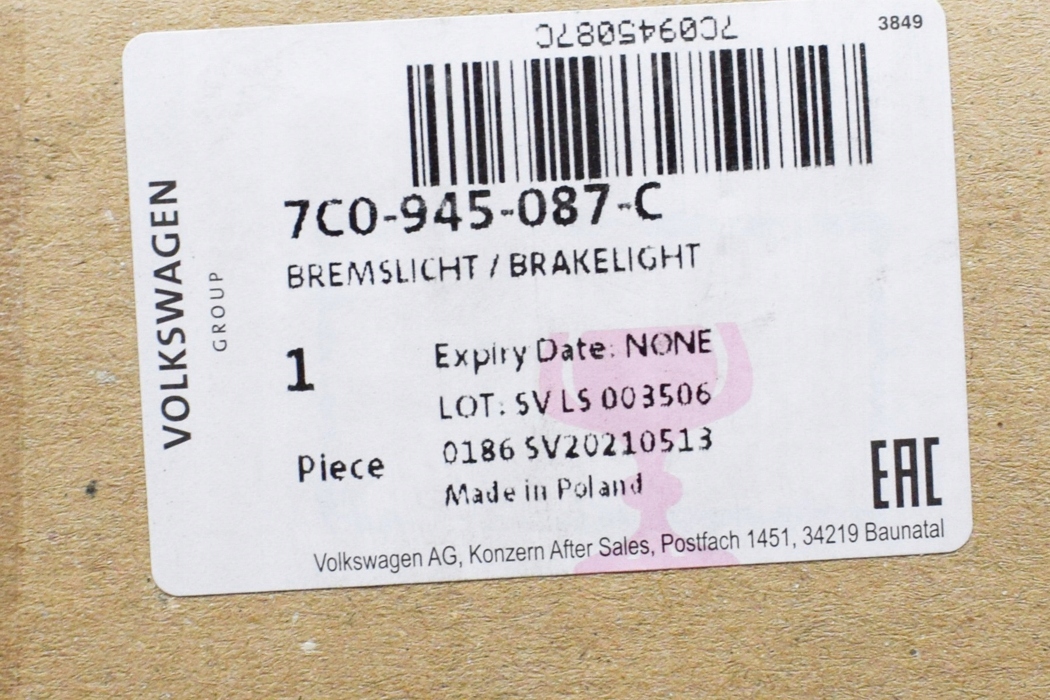 7C0945087C
3849
7C0-945-087-C
BREMSLICHT / BRAKELIGHT
VOLKSWAGEN
GROUP
1
Piece
Expiry Date: NONE
LOT: SV LS 003506
0186 SV20210513
Made in Poland
EAC
Volkswagen AG, Konzern After Sales, Postfach 1451, 34219 Baunatal